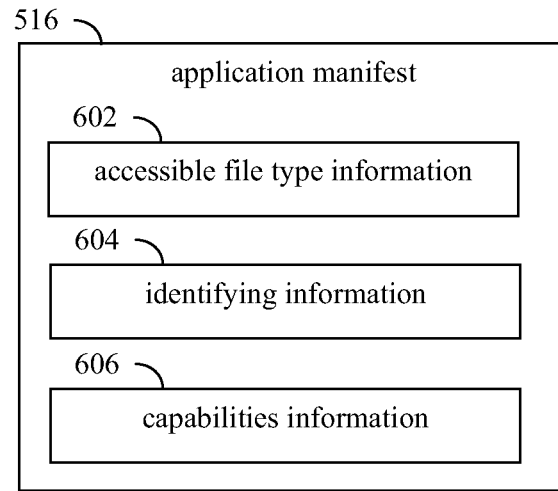 516
application manifest
602
accessible file type information
604
identifying information
606
capabilities information